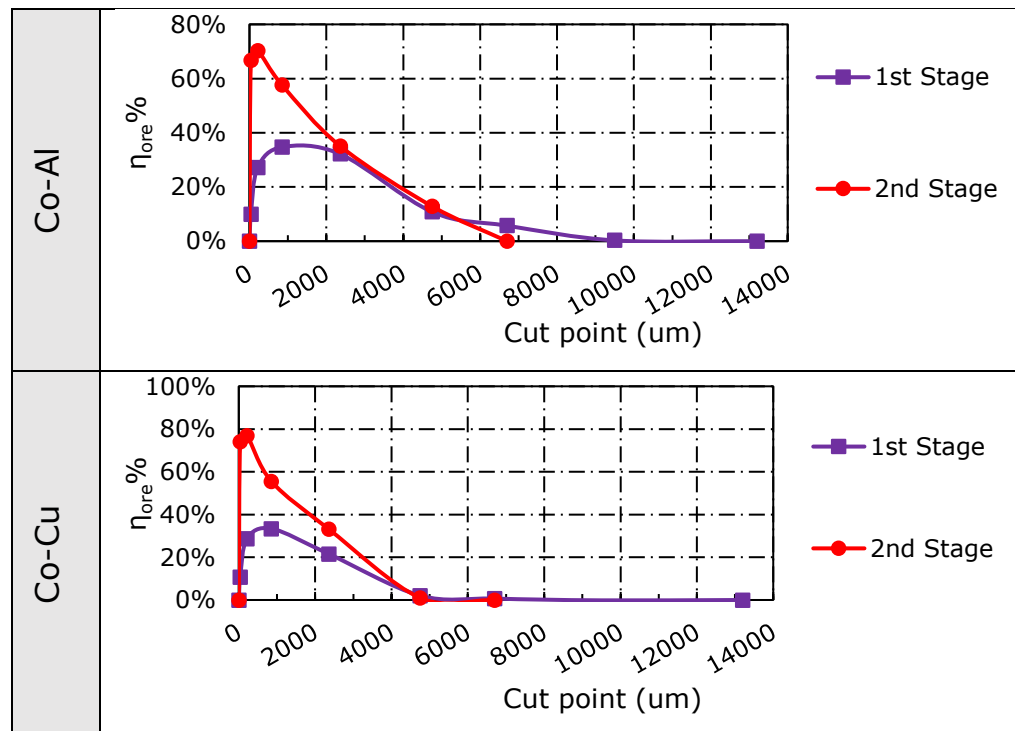 Co-Al
80%
60%
40%
20%
0%
ηore%
0 2000 4000 6000 8000 10000 12000 14000
Cut point (um)
1st Stage
2nd Stage
Co-Cu
100%
80%
60%
40%
20%
0%
ηore%
0 2000 4000 6000 8000 10000 12000 14000
Cut point (um)
1st Stage
2nd Stage